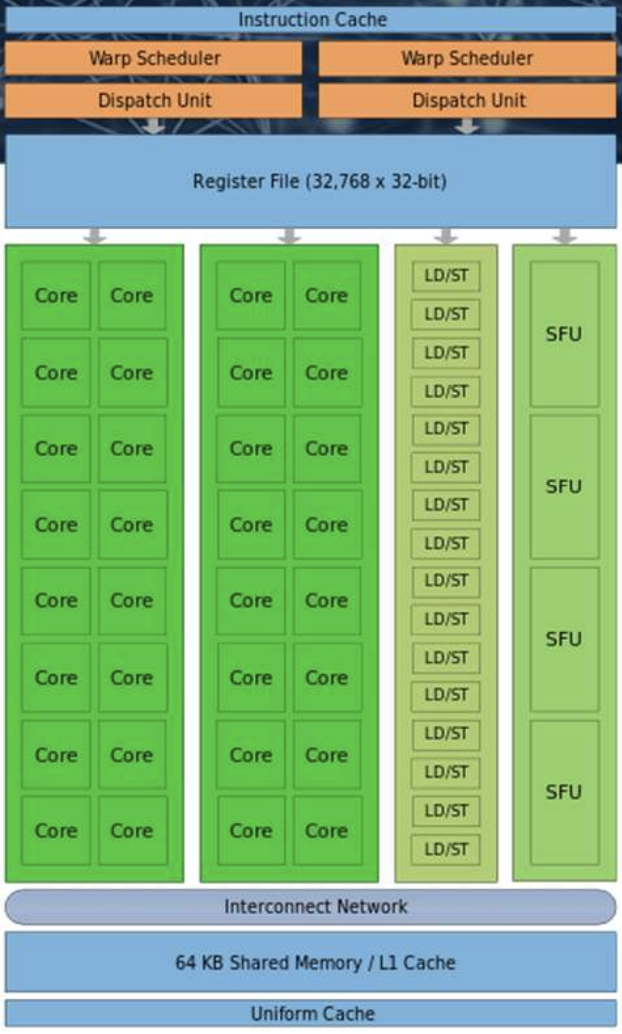 Instruction Cache
Warp Scheduler Warp Scheduler
Dispatch Unit Dispatch Unit
Register File (32,768 x 32-bit)
Core Core Core Core LD/ST SFU
LD/ST
Core Core Core Core LD/ST
LD/ST
Core Core Core Core LD/ST SFU
LD/ST
Core Core Core Core LD/ST
LD/ST
Core Core Core Core LD/ST SFU
LD/ST
Core Core Core Core LD/ST
LD/ST
Core Core Core Core LD/ST SFU
LD/ST
Core Core Core Core LD/ST
LD/ST
Interconnect Network
64 KB Shared Memory / L1 Cache
Uniform Cache